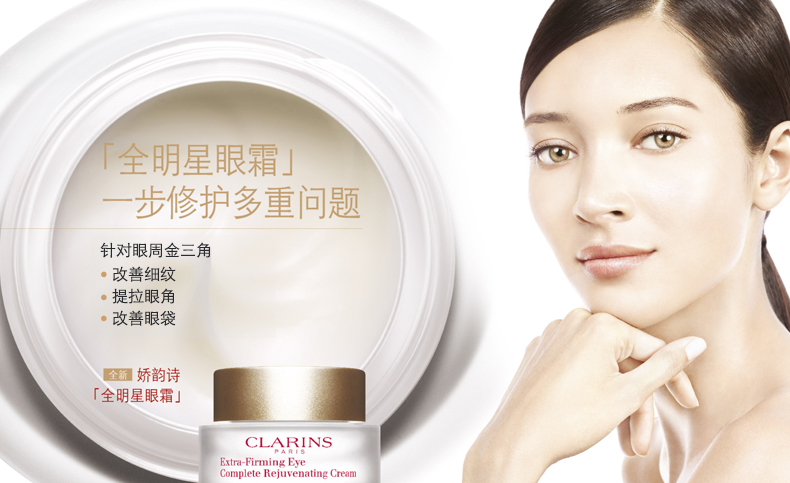 「全明星眼霜」
一步修护多重问题
针对眼周金三角
• 改善细纹
• 提拉眼角
• 改善眼袋
全新 娇韵诗
「全明星眼霜」
CLARINS
PARIS
Extra-Firming Eye
Complete Rejuvenating Cream